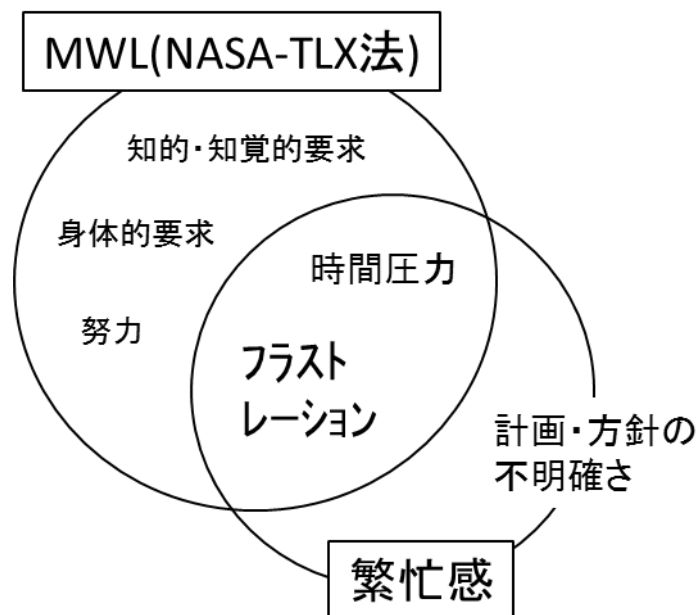 MWL(NASA-TLX法)
知的・知覚的要求
身体的要求
時間圧力
努力
フラスト
レーション
計画・方針の
不明確さ
繁忙感